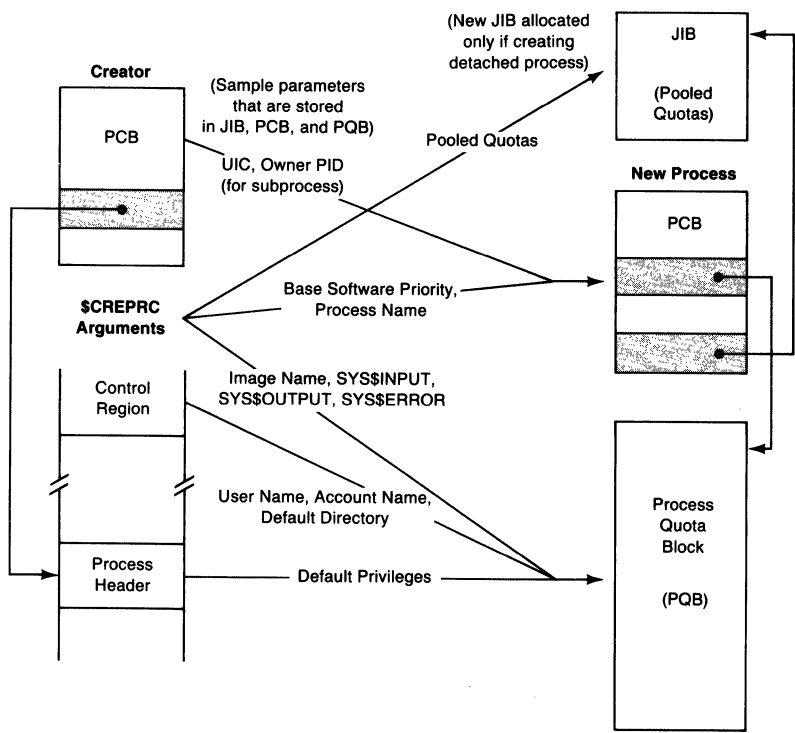 (New JIB allocated
only if creating
detached process)
JIB
(Pooled
Quotas)
Creator
PCB
(Sample parameters
that are stored
in JIB, PCB, and PQB)
Pooled Quotas
UIC, Owner PID
(for subprocess)
New Process
PCB
$CREPRC
Arguments
Base Software Priority,
Process Name
Control
Region
Image Name, SYS$INPUT,
SYS$OUTPUT, SYS$ERROR
User Name, Account Name,
Default Directory
Process
Header
Default Privileges
Process
Quota
Block
(PQB)